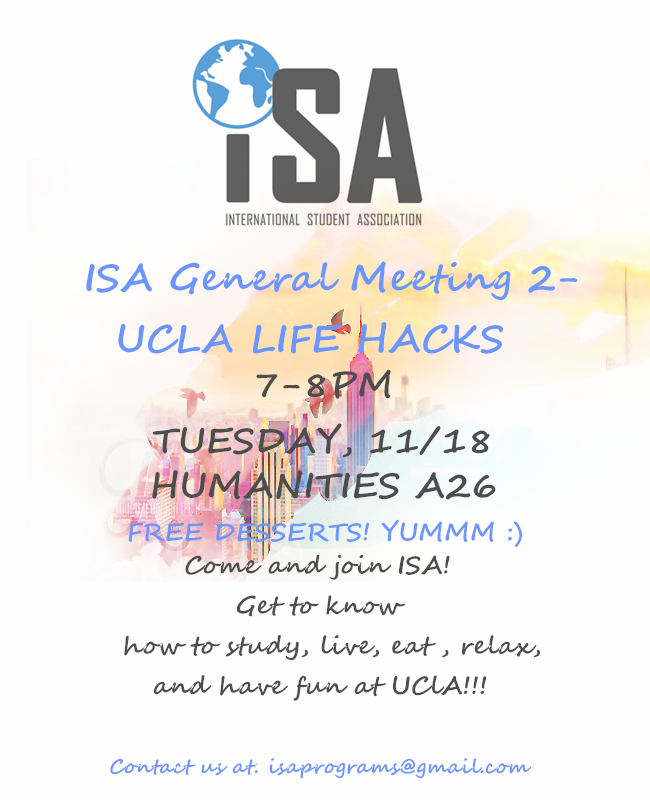 iSA
INTERNATIONAL STUDENT ASSOCIATION
ISA General Meeting 2-
UCLA LIFE HACKS
7-8PM
TUESDAY, 11/18
HUMANITIES A26
FREE DESSERTS! YUMMM :)
Come and join ISA!
Get to know
how to study, live, eat , relax,
and have fun at UClA!!!
Contact us at. isaprograms@gmail.com